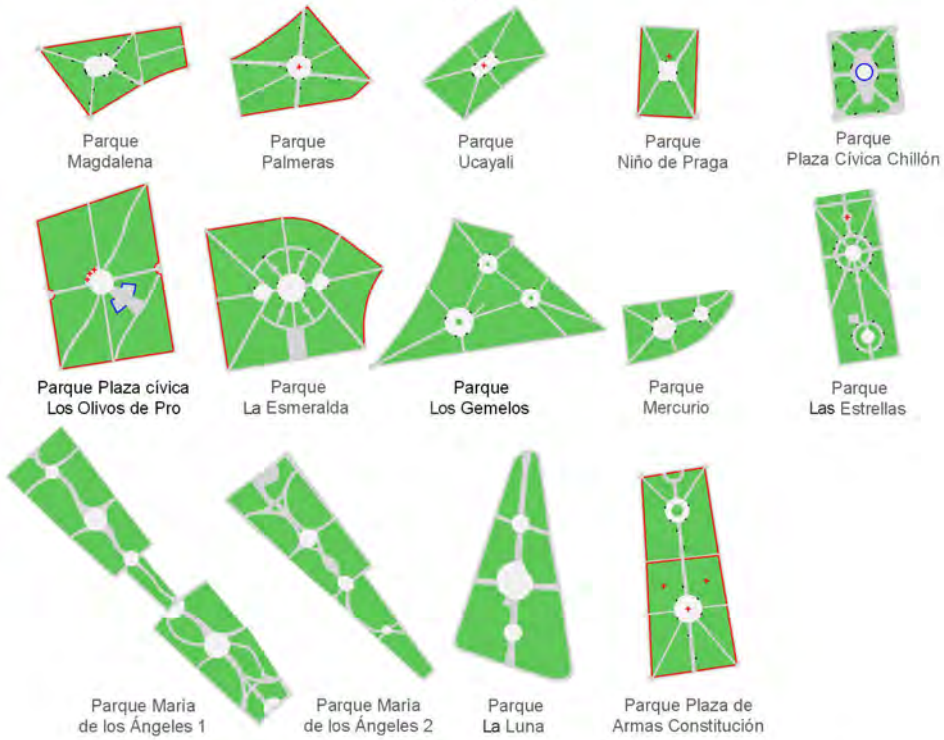 Parque
Magdalena
Parque
Palmeras
Parque
Ucayali
Parque
Niño de Praga
Parque
Plaza Cívica Chillón
Parque Plaza cívica
Los Olivos de Pro
Parque
La Esmeralda
Parque
Los Gemelos
Parque
Mercurio
Parque
Las Estrellas
Parque Maria
de los Ángeles 1
Parque Maria
de los Ángeles 2
Parque
La Luna
Parque Plaza de
Armas Constitución